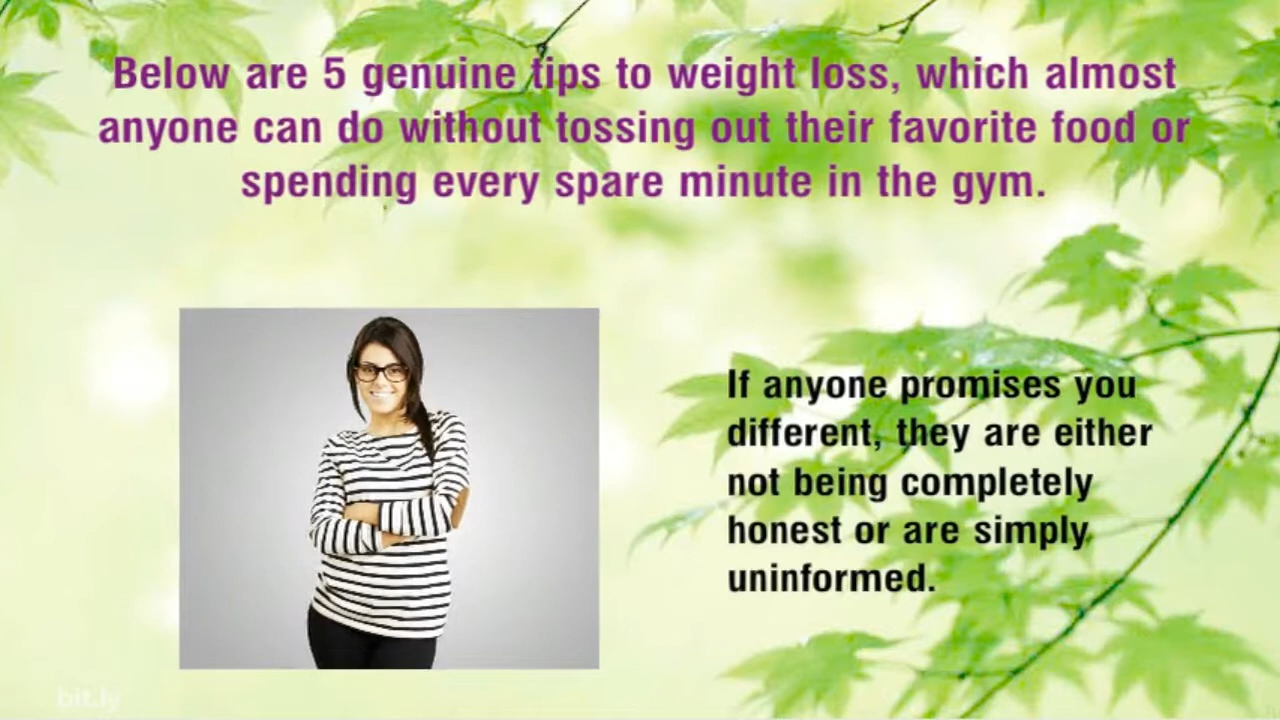 Below are 5 genuine tips to weight loss, which almost
anyone can do without tossing out their favorite food or
spending every spare minute in the gym.
If anyone promises you
different, they are either
not being completely
honest or are simply
uninformed.
bit.ly